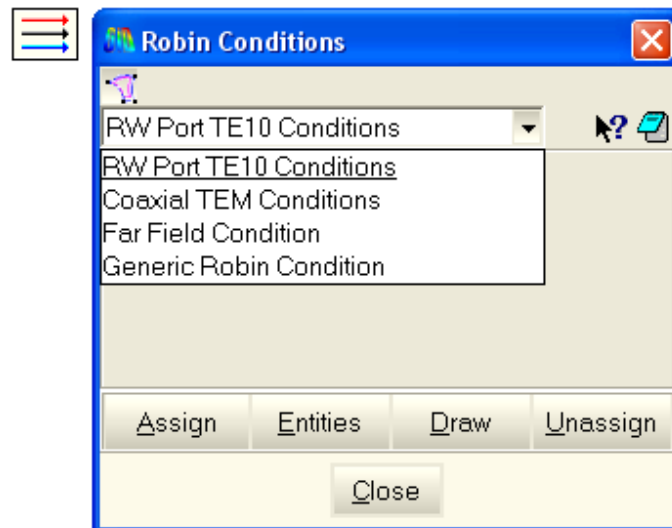 Robin Conditions
RW Port TE10 Conditions
?
RW Port TE10 Conditions
Coaxial TEM Conditions
Far Field Condition
Generic Robin Condition
Assign Entities Draw Unassign
Close